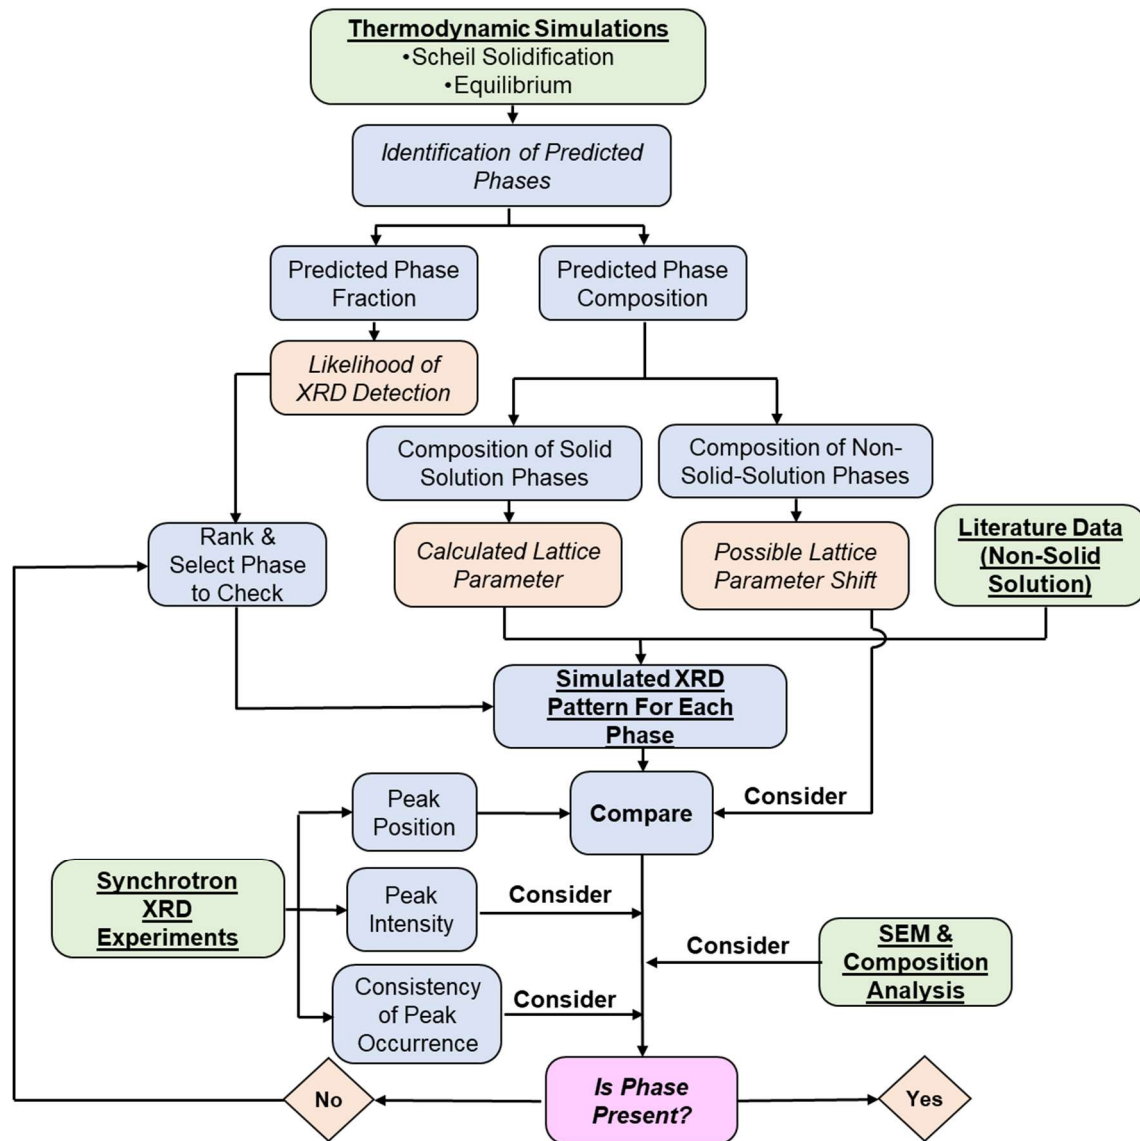 Thermodynamic Simulations
•Scheil Solidification
•Equilibrium
Identification of Predicted
Phases
Predicted Phase
Fraction
Predicted Phase
Composition
Likelihood of
XRD Detection
Composition of Solid
Solution Phases
Composition of Non-
Solid-Solution Phases
Rank &
Select Phase
to Check
Calculated Lattice
Parameter
Possible Lattice
Parameter Shift
Literature Data
(Non-Solid
Solution)
Simulated XRD
Pattern For Each
Phase
Peak
Position
Compare
Consider
Synchrotron
XRD
Experiments
Peak
Intensity
Consider
Consider
SEM &
Composition
Analysis
Consistency
of Peak
Occurrence
Consider
No
Is Phase
Present?
Yes